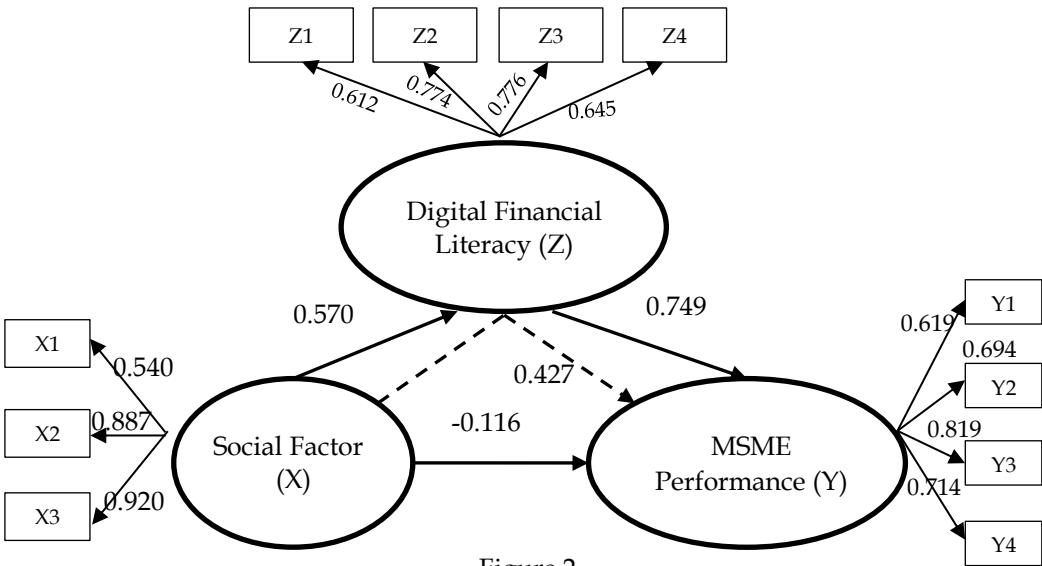 Z1 Z2 Z3 Z4
0.612 0.774 0.776 0.645
Digital Financial
Literacy (Z)
0.570 0.749
0.427
-0.116
X1
0.540
X2
0.887
X3
0.920
Social Factor
(X)
MSME
Performance (Y)
Y1
0.619
0.694
Y2
0.819
Y3
0.714
Y4
Figure 2